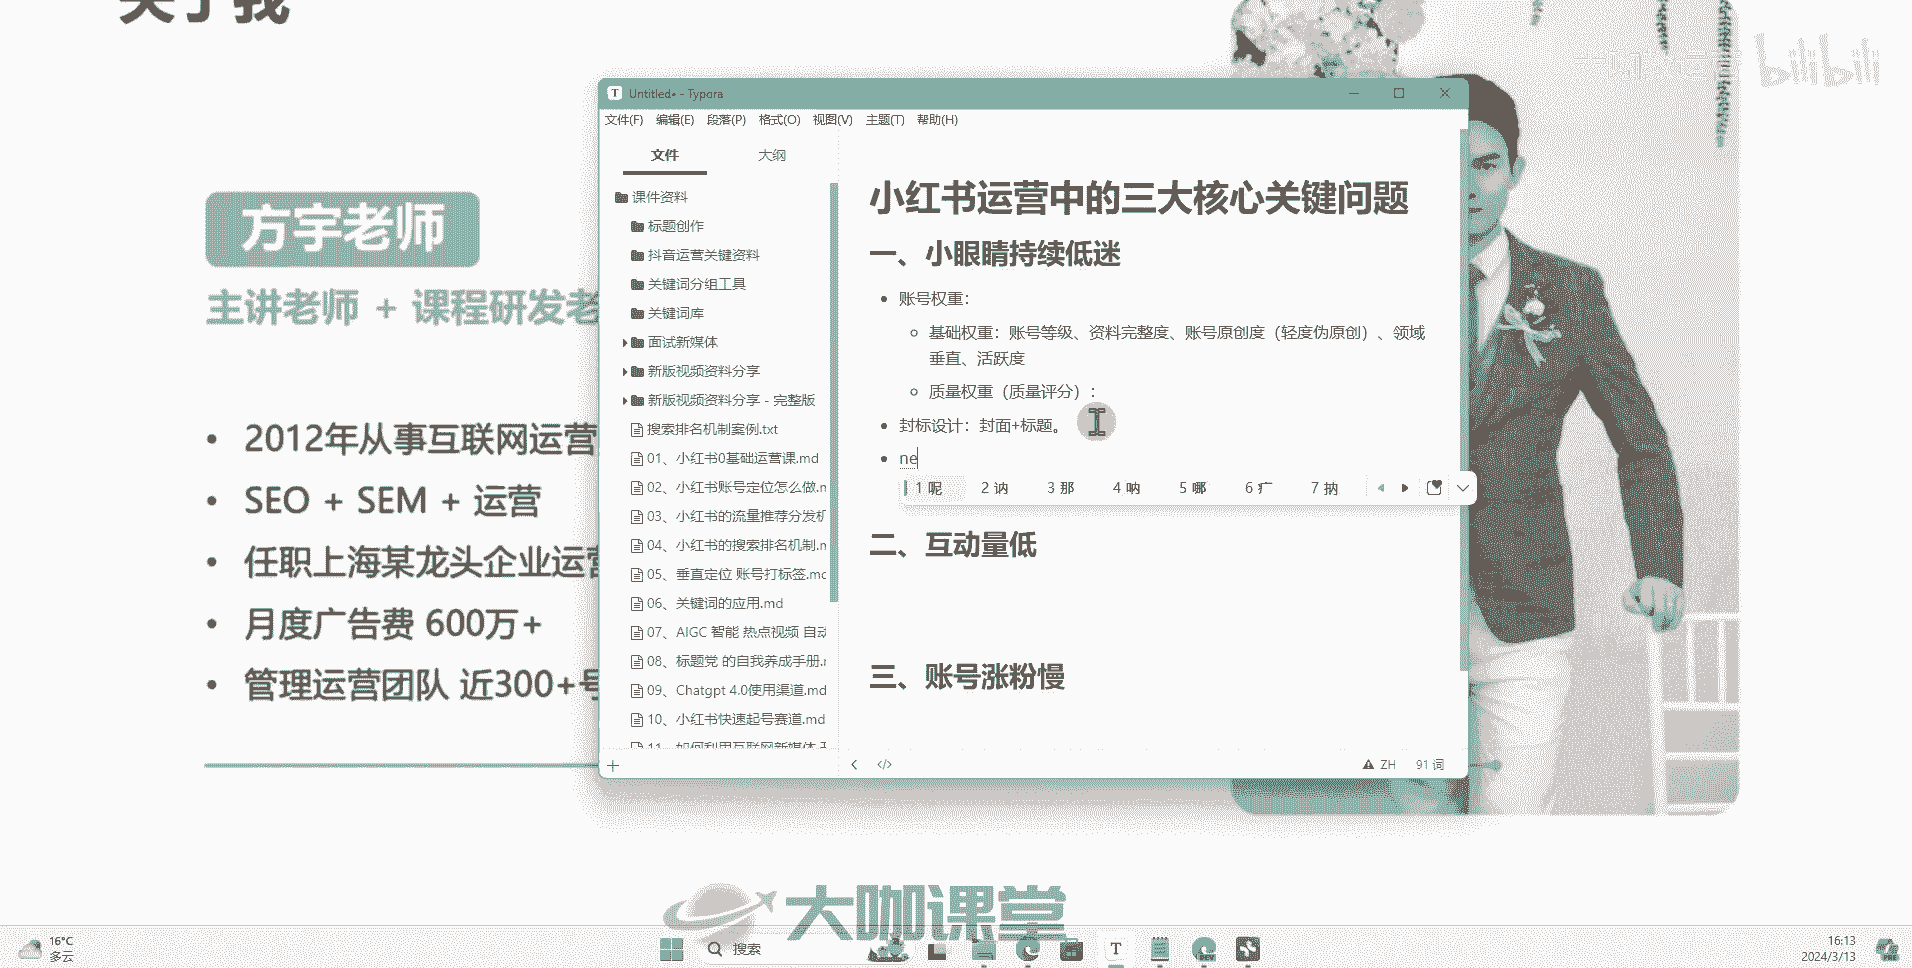 关于我
bilibili
方宇老师
主讲老师 + 课程研发老
2012年从事互联网运营
SEO + SEM + 运营
任职上海某龙头企业运营
月度广告费 600万+
管理运营团队 近300+号
Untitled• - Typora
文件(F) 编辑(E) 段落(P) 格式(O) 视图(V) 主题(T) 帮助(H)
文件 大纲
课件资料
标题创作
抖音运营关键资料
关键词分组工具
关键词库
面试新媒体
新版视频资料分享
新版视频资料分享 - 完整版
搜索排名机制案例.txt
01、小红书0基础运营课.md
02、小红书账号定位怎么做.m
03、小红书的流量推荐分发机
04、小红书的搜索排名机制.m
05、垂直定位 账号打标签.md
06、关键词的应用.md
07、AIGC 智能 热点视频 自动
08、标题党 的自我养成手册.m
09、Chatgpt 4.0使用渠道.md
10、小红书快速起号赛道.md
11、如何利用互联网新媒体
小红书运营中的三大核心关键问题
一、小眼睛持续低迷
账号权重：
基础权重：账号等级、资料完整度、账号原创度（轻度伪原创）、领域
垂直、活跃度
质量权重（质量评分）：
封标设计：封面+标题。
ne
1 呢 2 讷 3 那 4 呐 5 哪 6 疒 7 抐
二、互动量低
三、账号涨粉慢
ZH 91 词
大咖课堂
16°C
多云
搜索
T
DEV
16:13
2024/3/13
PRE